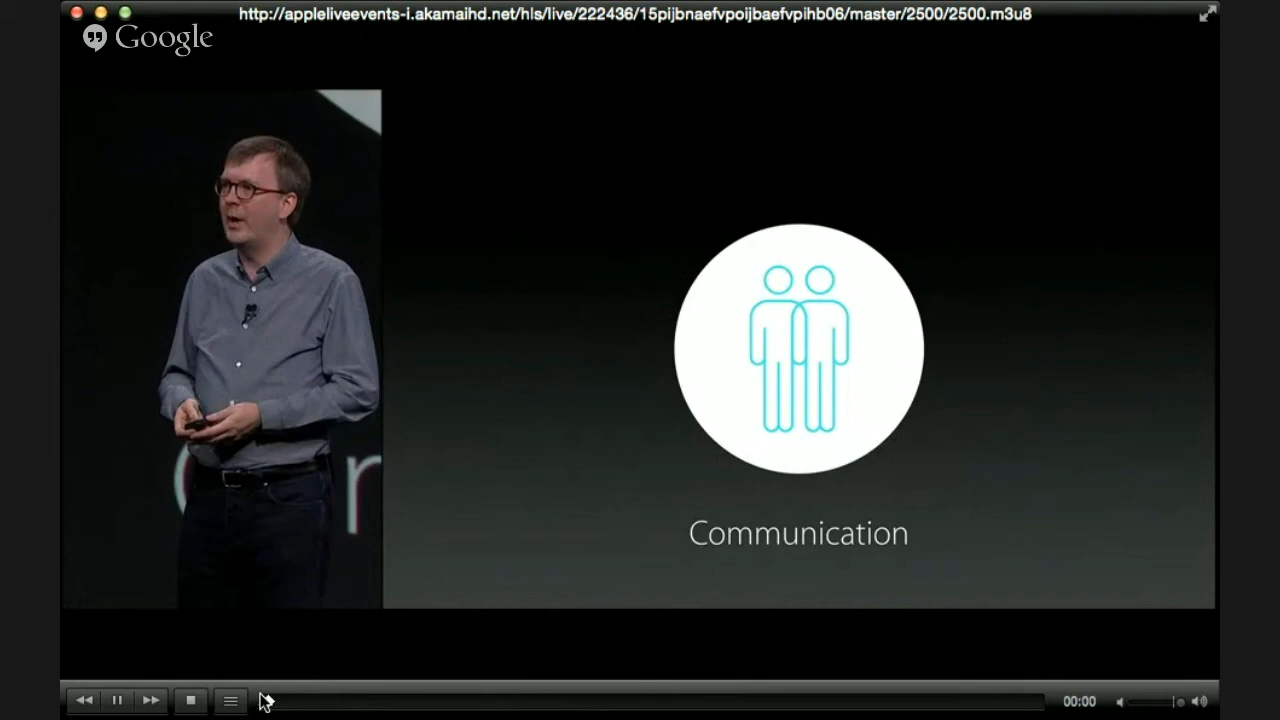 http://appleliveevents-i.akamaihd.net/hls/live/222436/15pijbnaefvpoijbaefvpihb06/master/2500/2500.m3u8
Google
Communication
00:00